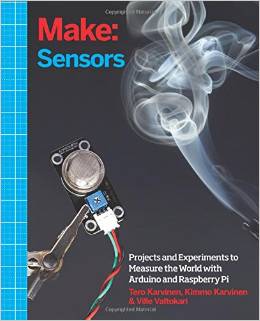 Make:
Sensors
Projects and Experiments to
Measure the World with
Arduino and Raspberry Pi
Tero Karvinen, Kimmo Karvinen
& Ville Valtokari